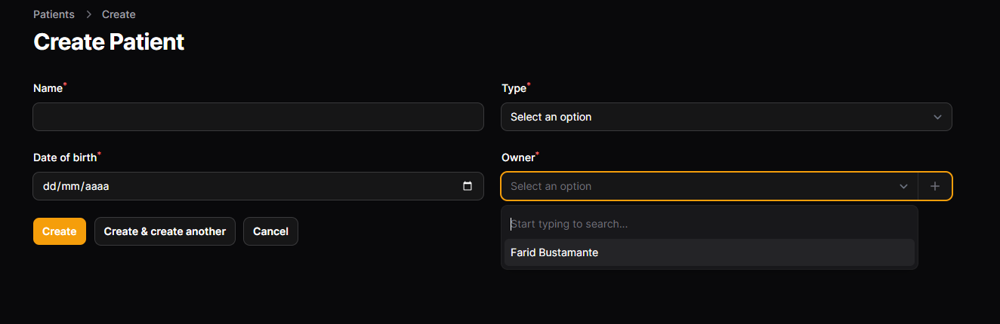 Patients > Create
Create Patient
Name*
Type*
Select an option
Date of birth*
Owner*
dd/mm/aaaa
Select an option
+
Create
Create & create another
Cancel
Start typing to search...
Farid Bustamante